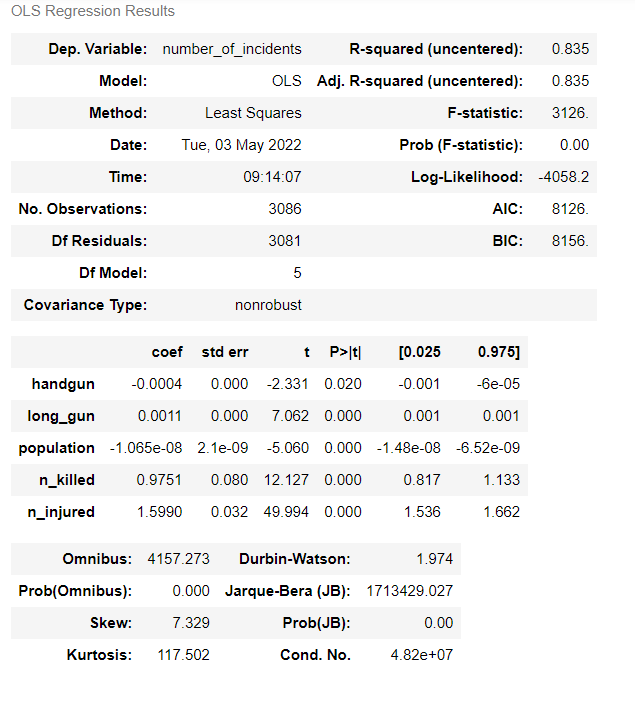 OLS Regression Results
Dep. Variable: number_of_incidents R-squared (uncentered): 0.835
Model: OLS Adj. R-squared (uncentered): 0.835
Method: Least Squares F-statistic: 3126.
Date: Tue, 03 May 2022 Prob (F-statistic): 0.00
Time: 09:14:07 Log-Likelihood: -4058.2
No. Observations: 3086 AIC: 8126.
Df Residuals: 3081 BIC: 8156.
Df Model: 5
Covariance Type: nonrobust
coef std err t P>|t| [0.025 0.975]
handgun -0.0004 0.000 -2.331 0.020 -0.001 -6e-05
long_gun 0.0011 0.000 7.062 0.000 0.001 0.001
population -1.065e-08 2.1e-09 -5.060 0.000 -1.48e-08 -6.52e-09
n_killed 0.9751 0.080 12.127 0.000 0.817 1.133
n_injured 1.5990 0.032 49.994 0.000 1.536 1.662
Omnibus: 4157.273 Durbin-Watson: 1.974
Prob(Omnibus): 0.000 Jarque-Bera (JB): 1713429.027
Skew: 7.329 Prob(JB): 0.00
Kurtosis: 117.502 Cond. No. 4.82e+07